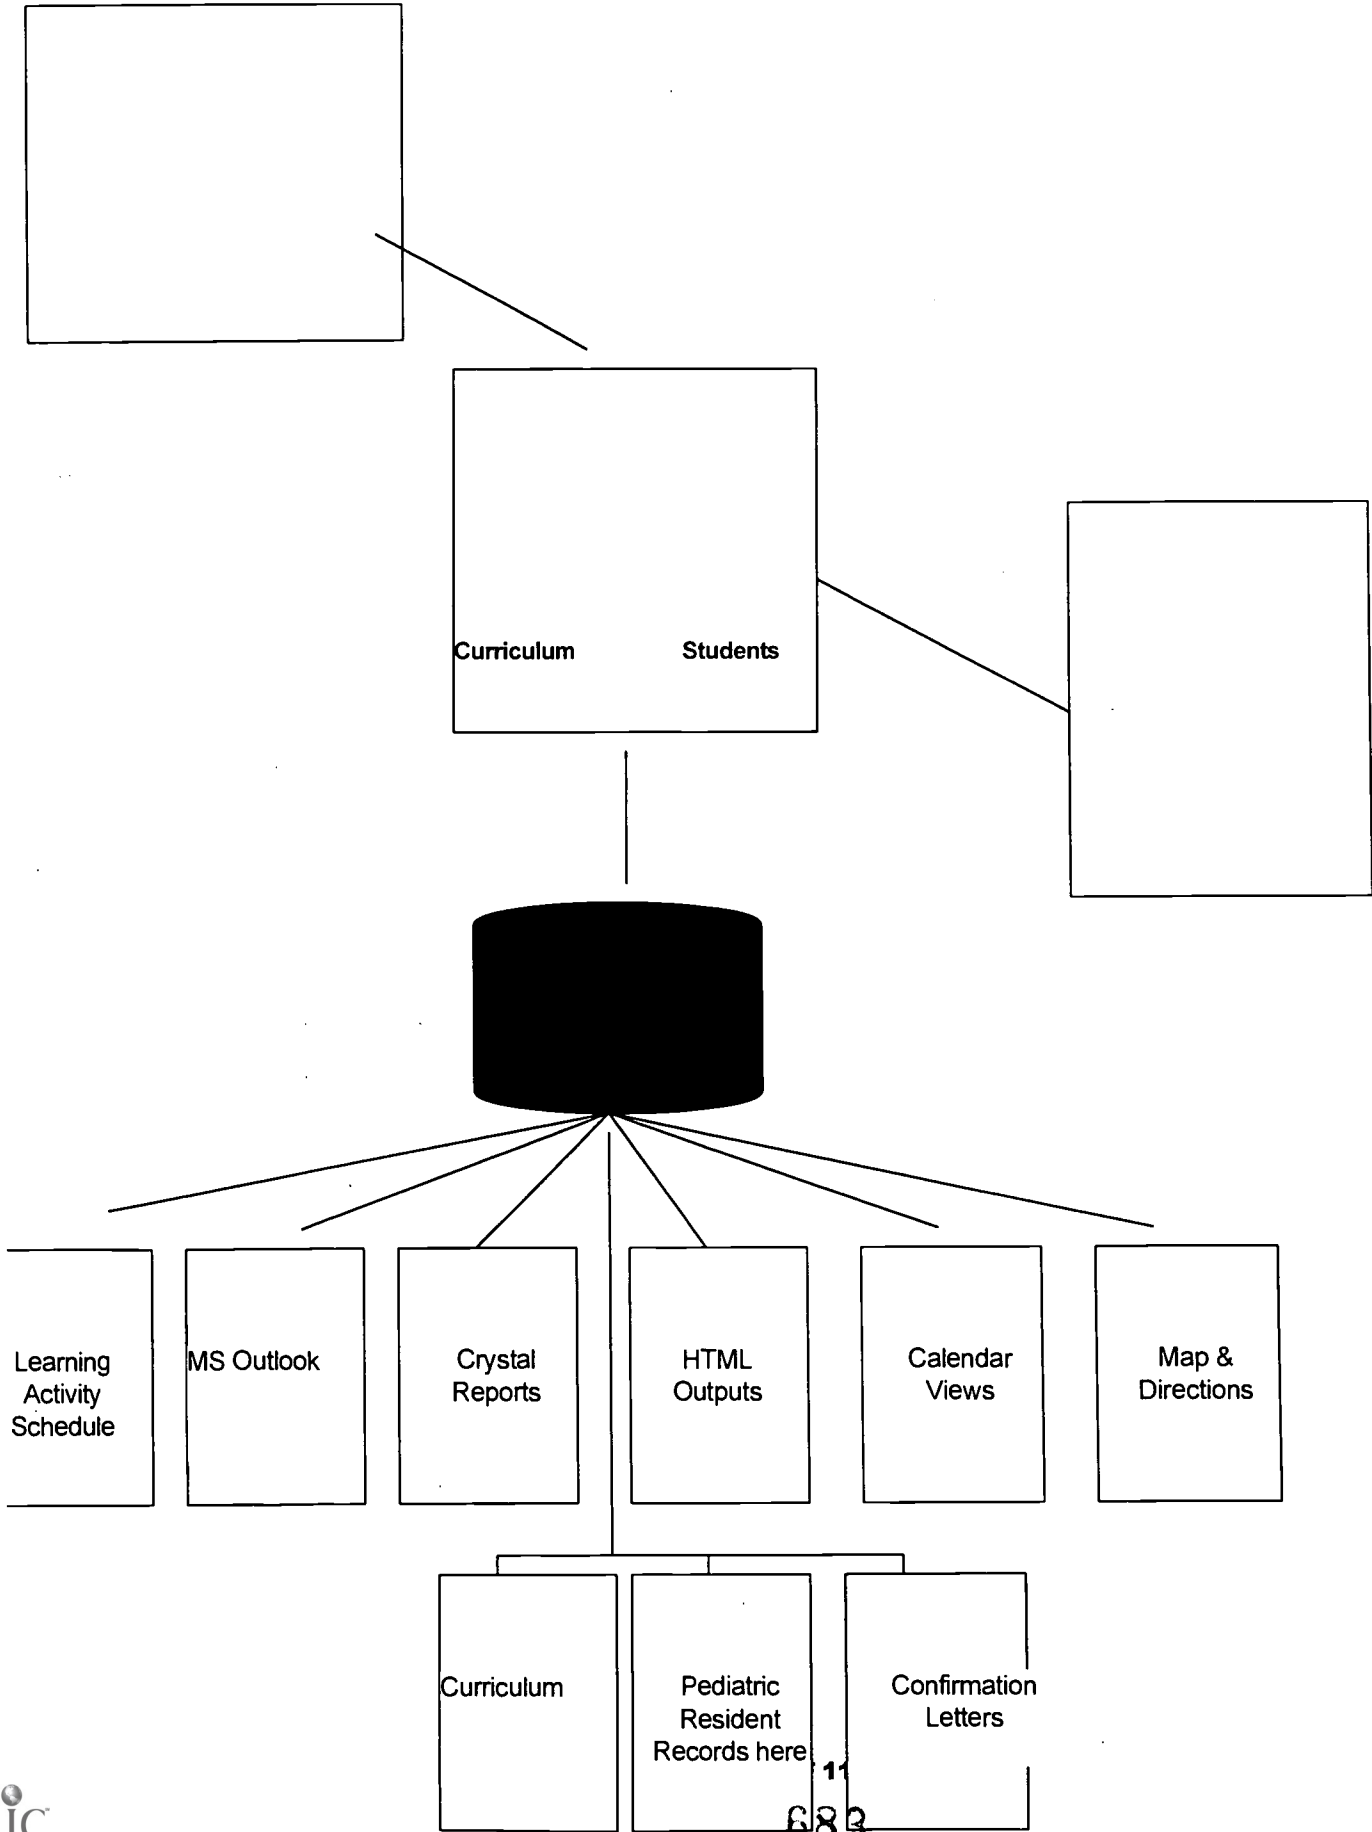 Curriculum Students
Learning
Activity
Schedule
MS Outlook
Crystal
Reports
HTML
Outputs
Calendar
Views
Map &
Directions
Curriculum
Pediatric
Resident
Records here
Confirmation
Letters
11